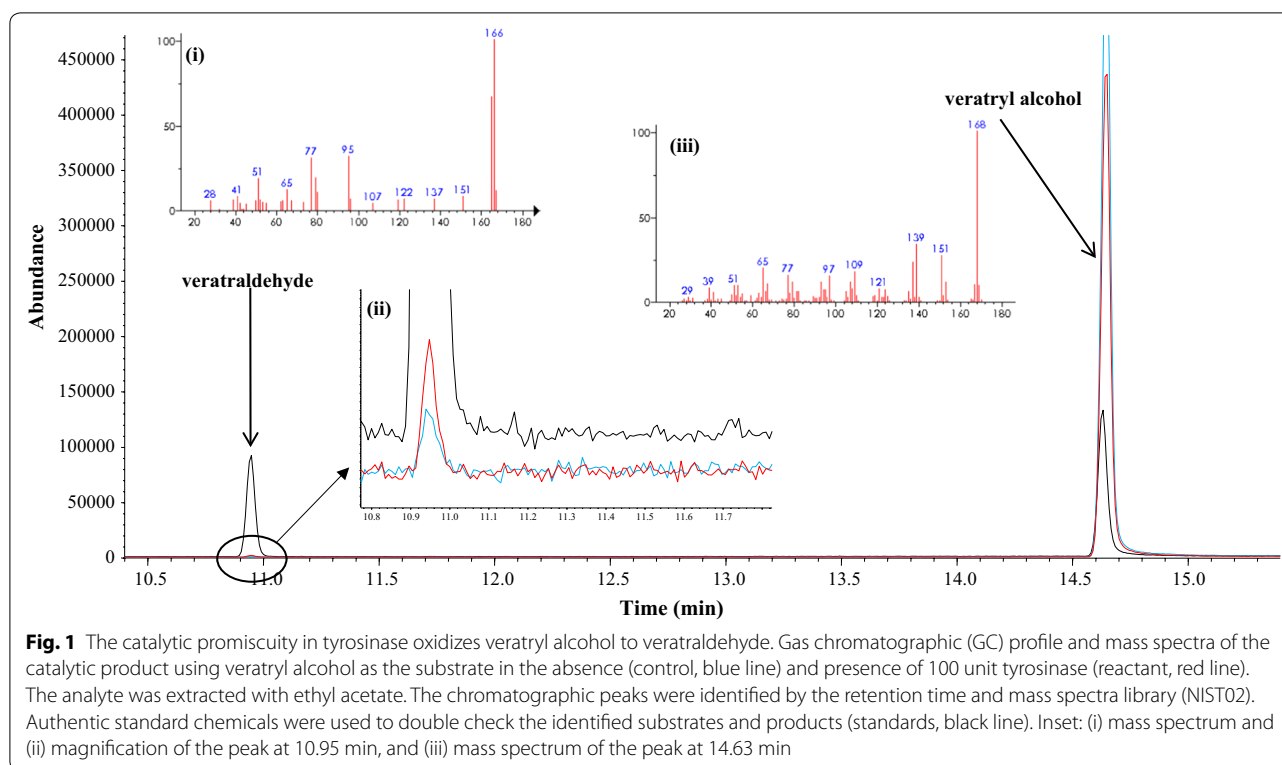 (i)
100
50
0
166
28
41
51
65
77
95
107
122
137
151
20 40 60 80 100 120 140 160 180
veratryl alcohol
(iii)
100
50
0
168
29
39
51
65
77
97
109
121
139
151
20 40 60 80 100 120 140 160 180
veratraldehyde
(ii)
10.8 10.9 11.0 11.1 11.2 11.3 11.4 11.5 11.6 11.7
Abundance
450000
400000
350000
300000
250000
200000
150000
100000
50000
0
10.5 11.0 11.5 12.0 12.5 13.0 13.5 14.0 14.5 15.0
Time (min)
Fig. 1 The catalytic promiscuity in tyrosinase oxidizes veratryl alcohol to veratraldehyde. Gas chromatographic (GC) profile and mass spectra of the
catalytic product using veratryl alcohol as the substrate in the absence (control, blue line) and presence of 100 unit tyrosinase (reactant, red line).
The analyte was extracted with ethyl acetate. The chromatographic peaks were identified by the retention time and mass spectra library (NIST02).
Authentic standard chemicals were used to double check the identified substrates and products (standards, black line). Inset: (i) mass spectrum and
(ii) magnification of the peak at 10.95 min, and (iii) mass spectrum of the peak at 14.63 min